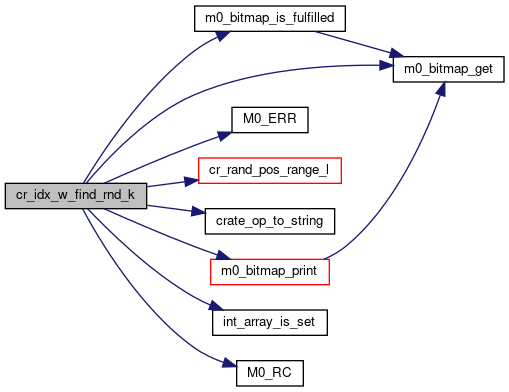 m0_bitmap_is_fulfilled
m0_bitmap_get
M0_ERR
cr_rand_pos_range_l
cr_idx_w_find_rnd_k
crate_op_to_string
m0_bitmap_print
int_array_is_set
M0_RC